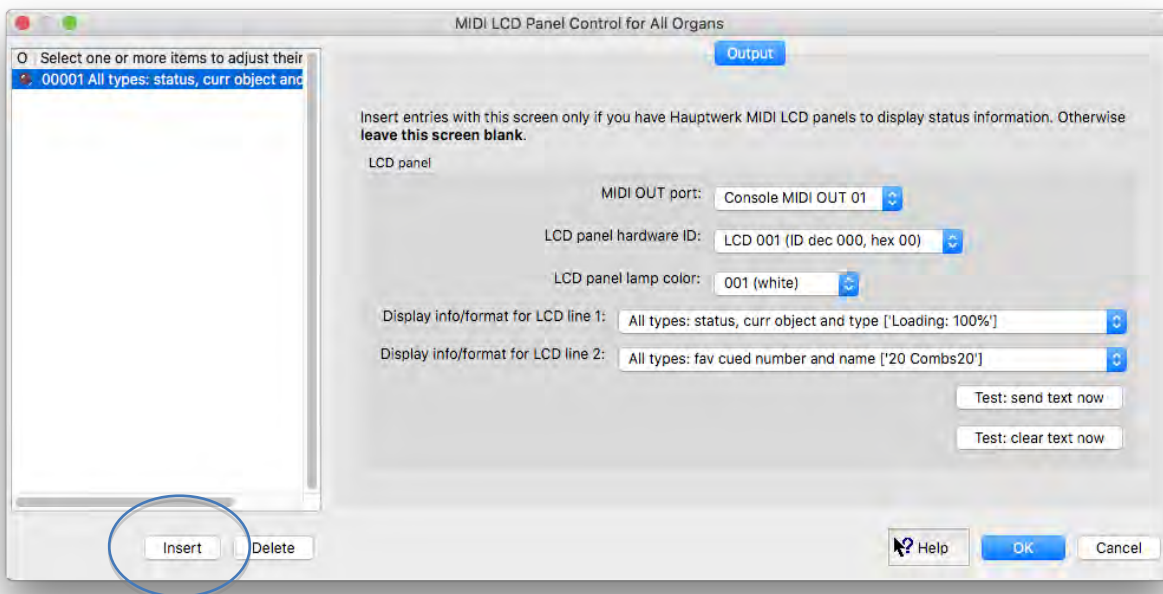 MIDI LCD Panel Control for All Organs
O Select one or more items to adjust their
00001 All types: status, curr object and
Output
Insert entries with this screen only if you have Hauptwerk MIDI LCD panels to display status information. Otherwise
leave this screen blank.
LCD panel
MIDI OUT port: Console MIDI OUT 01
LCD panel hardware ID: LCD 001 (ID dec 000, hex 00)
LCD panel lamp color: 001 (white)
Display info/format for LCD line 1: All types: status, curr object and type ['Loading: 100%']
Display info/format for LCD line 2: All types: fav cued number and name ['20 Combs20']
Test: send text now
Test: clear text now
Insert Delete ? Help OK Cancel